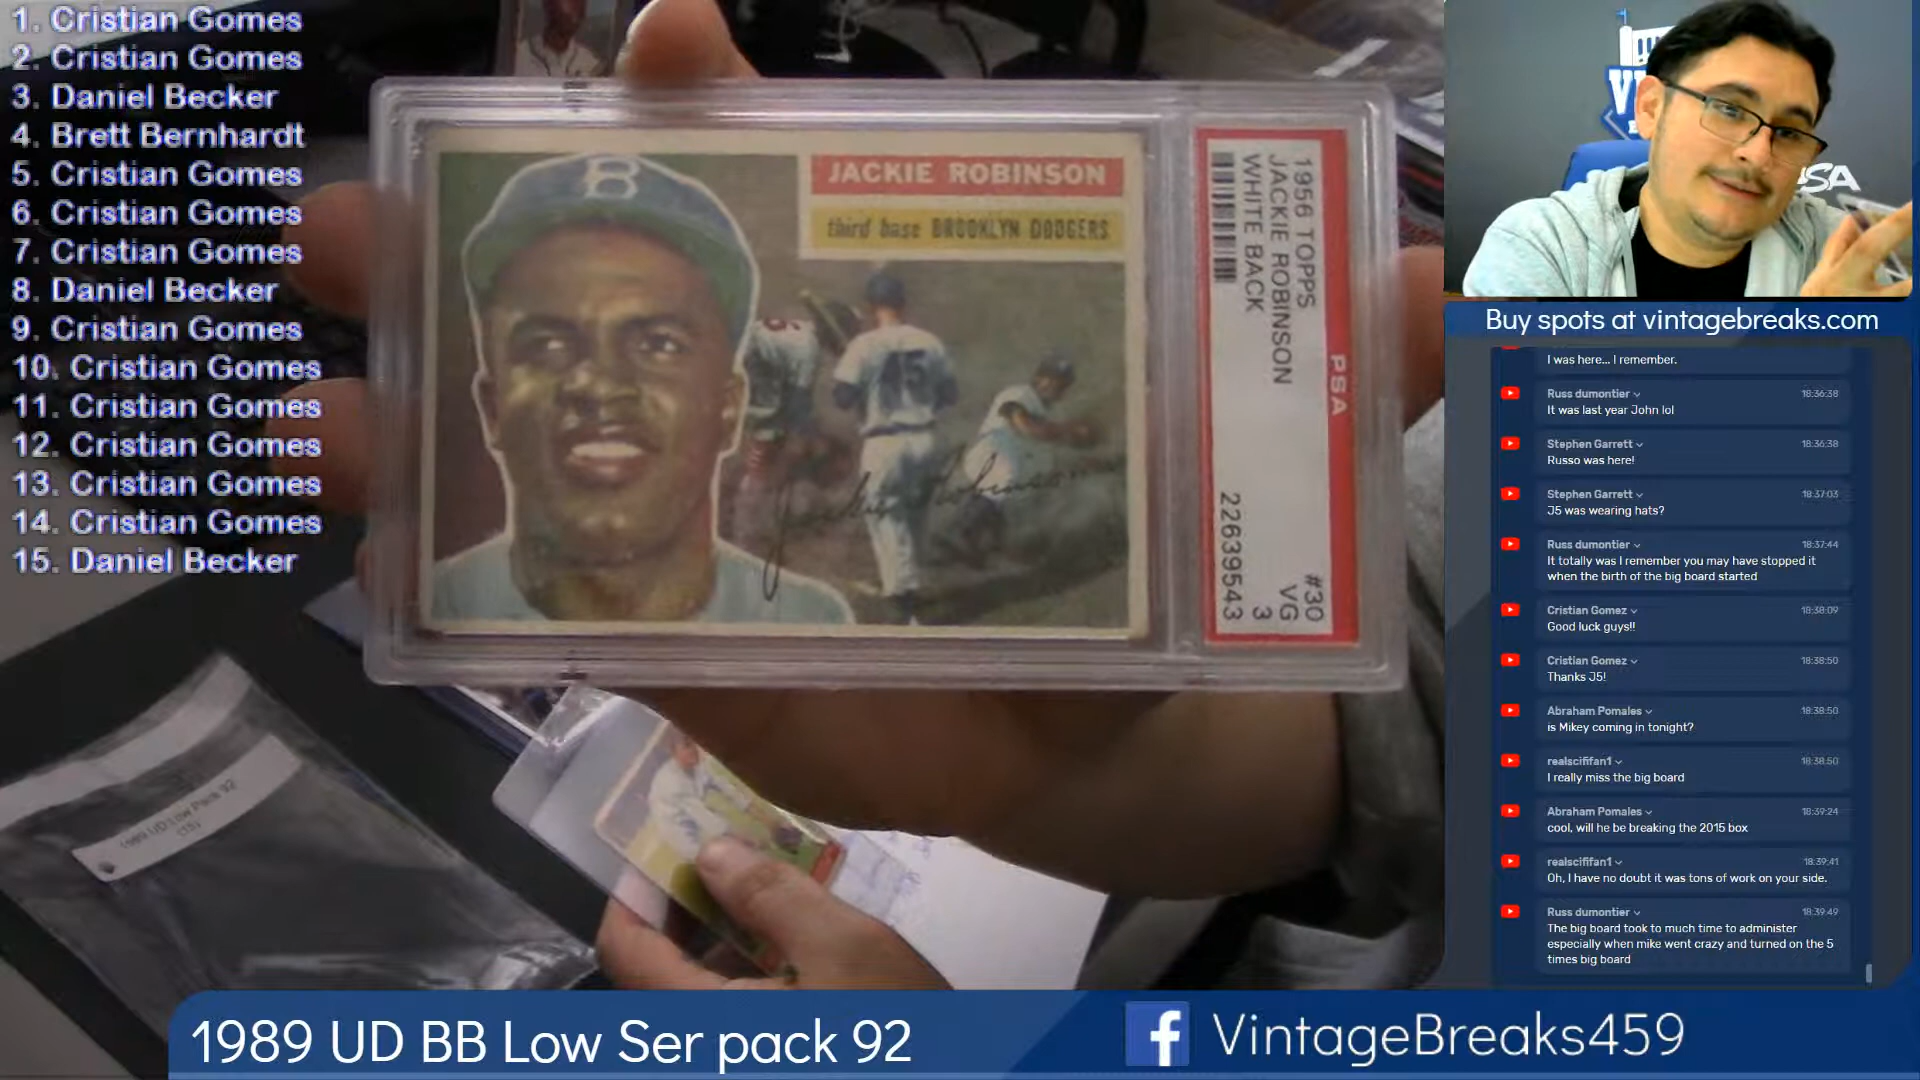 1. Cristian Gomes
2. Cristian Gomes
3. Daniel Becker
4. Brett Bernhardt
5. Cristian Gomes
6. Cristian Gomes
7. Cristian Gomes
8. Daniel Becker
9. Cristian Gomes
10. Cristian Gomes
11. Cristian Gomes
12. Cristian Gomes
13. Cristian Gomes
14. Cristian Gomes
15. Daniel Becker
B
JACKIE ROBINSON
third base BROOKLYN DODGERS
Jackie Robinson
1956 TOPPS #30
JACKIE ROBINSON VG
WHITE BACK 3
22639543
PSA
1989 UD Low Pack 92
(15)
SA
Buy spots at vintagebreaks.com
I was here... I remember.
Russ dumontier 18:36:38
It was last year John lol
Stephen Garrett 18:36:38
Russo was here!
Stephen Garrett 18:37:03
J5 was wearing hats?
Russ dumontier 18:37:44
It totally was I remember you may have stopped it
when the birth of the big board started
Cristian Gomez 18:38:09
Good luck guys!!
Cristian Gomez 18:38:50
Thanks J5!
Abraham Pomales 18:38:50
is Mikey coming in tonight?
realscififan1 18:38:50
I really miss the big board
Abraham Pomales 18:39:24
cool, will he be breaking the 2015 box
realscififan1 18:39:41
Oh, I have no doubt it was tons of work on your side.
Russ dumontier 18:39:49
The big board took to much time to administer
especially when mike went crazy and turned on the 5
times big board
1989 UD BB Low Ser pack 92
f VintageBreaks459